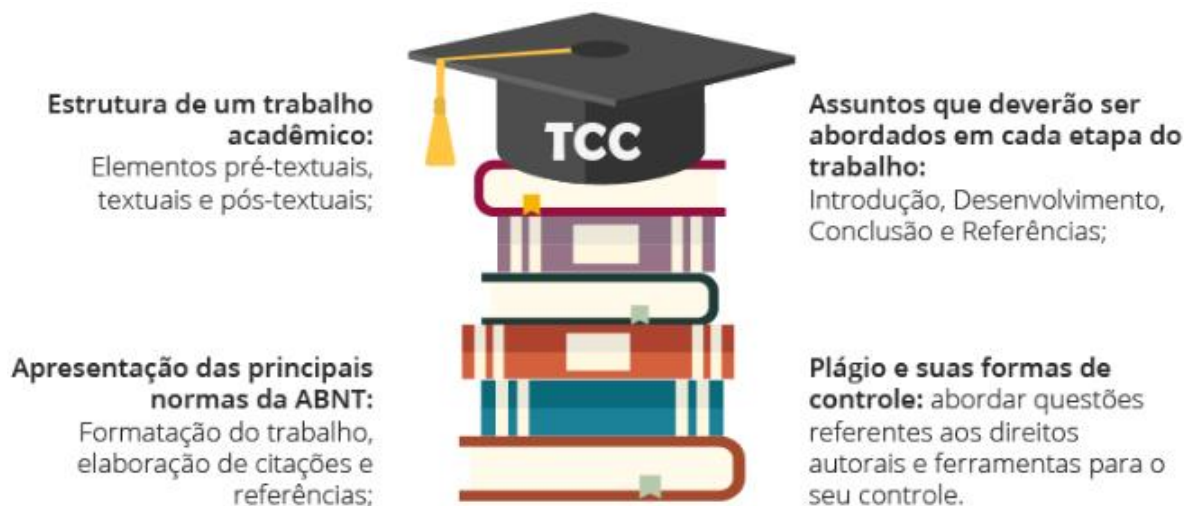 TCC
Estrutura de um trabalho
acadêmico:
Elementos pré-textuais,
textuais e pós-textuais;
Assuntos que deverão ser
abordados em cada etapa do
trabalho:
Introdução, Desenvolvimento,
Conclusão e Referências;
Apresentação das principais
normas da ABNT:
Formatação do trabalho,
elaboração de citações e
referências;
Plágio e suas formas de
controle: abordar questões
referentes aos direitos
autorais e ferramentas para o
seu controle.